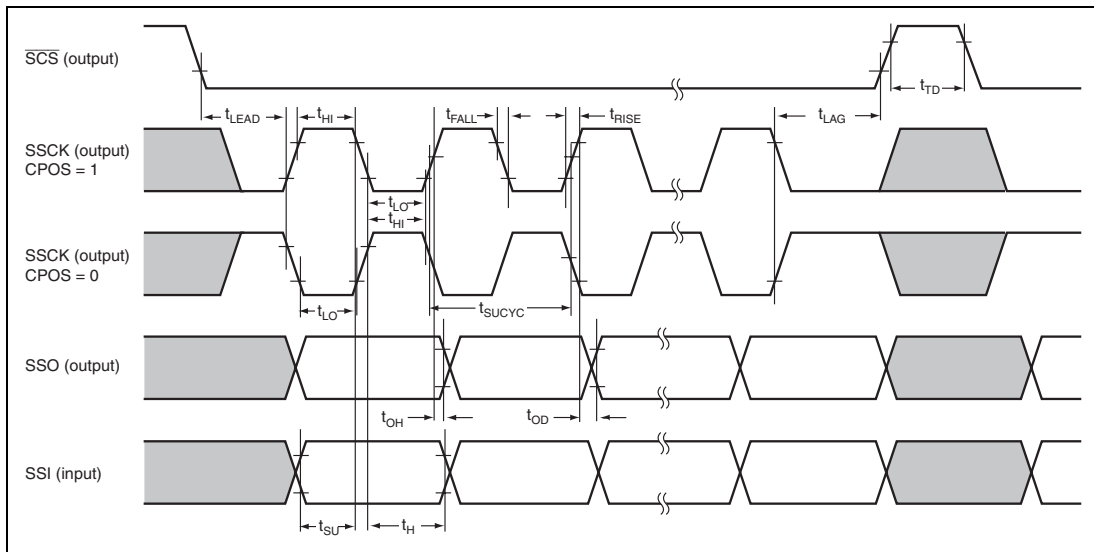 SCS (output)
tLEAD
tHI
tFALL
tRISE
tLAG
tTD
SSCK (output)
CPOS = 1
tLO
tHI
SSCK (output)
CPOS = 0
tLO
tSUCYC
SSO (output)
tOH
tOD
SSI (input)
tSU
tH